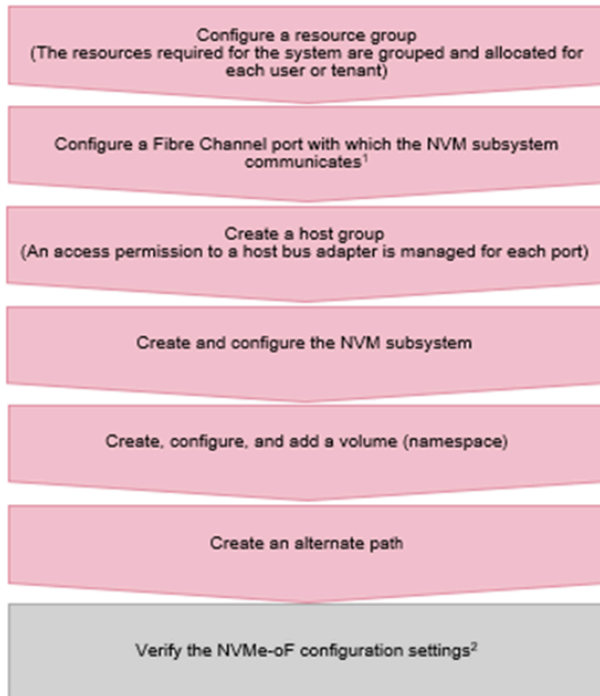 Configure a resource group
(The resources required for the system are grouped and allocated for
each user or tenant)
Configure a Fibre Channel port with which the NVM subsystem
communicates¹
Create a host group
(An access permission to a host bus adapter is managed for each port)
Create and configure the NVM subsystem
Create, configure, and add a volume (namespace)
Create an alternate path
Verify the NVMe-oF configuration settings²